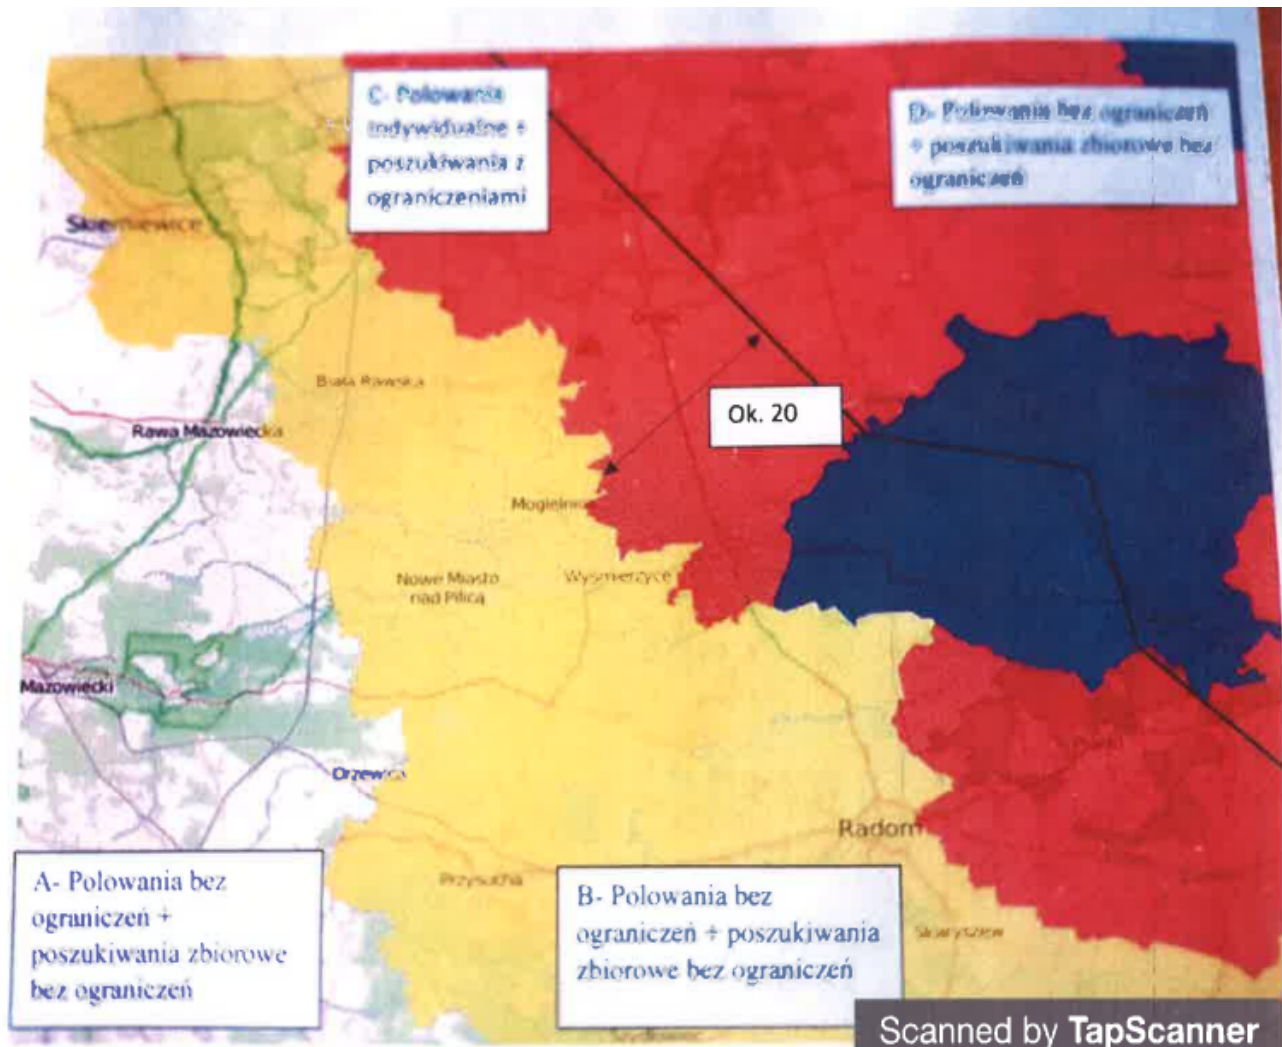 C- Polowania
indywidualne +
poszukiwania z
ograniczeniami
D- Polowania bez ograniczeń
+ poszukiwania zbiorowe bez
ograniczeń
Skierniewice
Biała Rawska
Ok. 20
Rawa Mazowiecka
Mogielnica
Nowe Miasto
nad Pilicą
Wyśmierzyce
Mazowiecki
Radom
Przysucha
Skaryszew
A- Polowania bez
ograniczeń +
poszukiwania zbiorowe
bez ograniczeń
B- Polowania bez
ograniczeń + poszukiwania
zbiorowe bez ograniczeń
Scanned by TapScanner